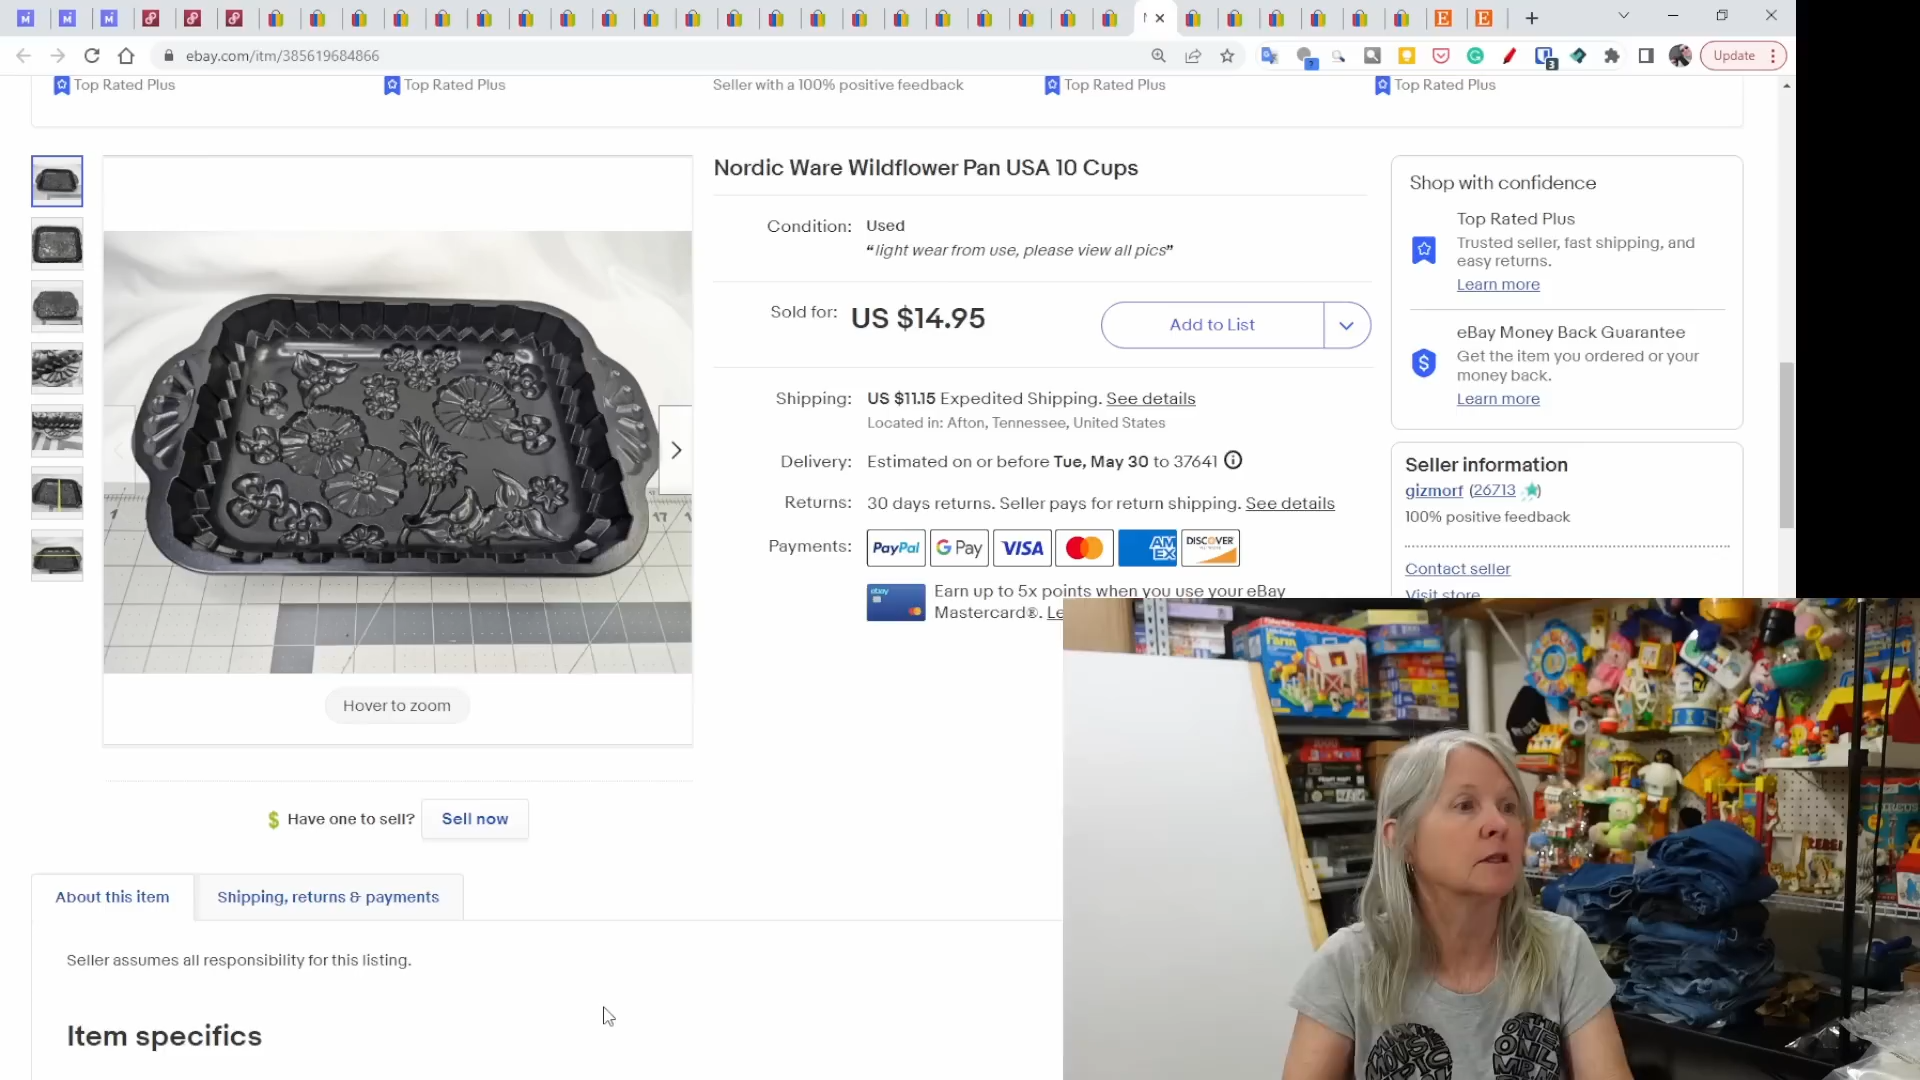 ebay.com/itm/385619684866
Update
Top Rated Plus
Top Rated Plus
Seller with a 100% positive feedback
Top Rated Plus
Top Rated Plus
Nordic Ware Wildflower Pan USA 10 Cups
Condition: Used
“light wear from use, please view all pics”
Sold for: US $14.95
Add to List
Shipping: US $11.15 Expedited Shipping. See details
Located in: Afton, Tennessee, United States
Delivery: Estimated on or before Tue, May 30 to 37641
Returns: 30 days returns. Seller pays for return shipping. See details
Payments: PayPal G Pay VISA AM EX DISCOVER
ebay
Earn up to 5x points when you use your eBay
Mastercard®. Le
Shop with confidence
Top Rated Plus
Trusted seller, fast shipping, and
easy returns.
Learn more
eBay Money Back Guarantee
Get the item you ordered or your
money back.
Learn more
Seller information
gizmorf (26713)
100% positive feedback
Contact seller
Visit store
17
Hover to zoom
Have one to sell? Sell now
About this item
Shipping, returns & payments
Seller assumes all responsibility for this listing.
Item specifics
Farm
CIRCUS